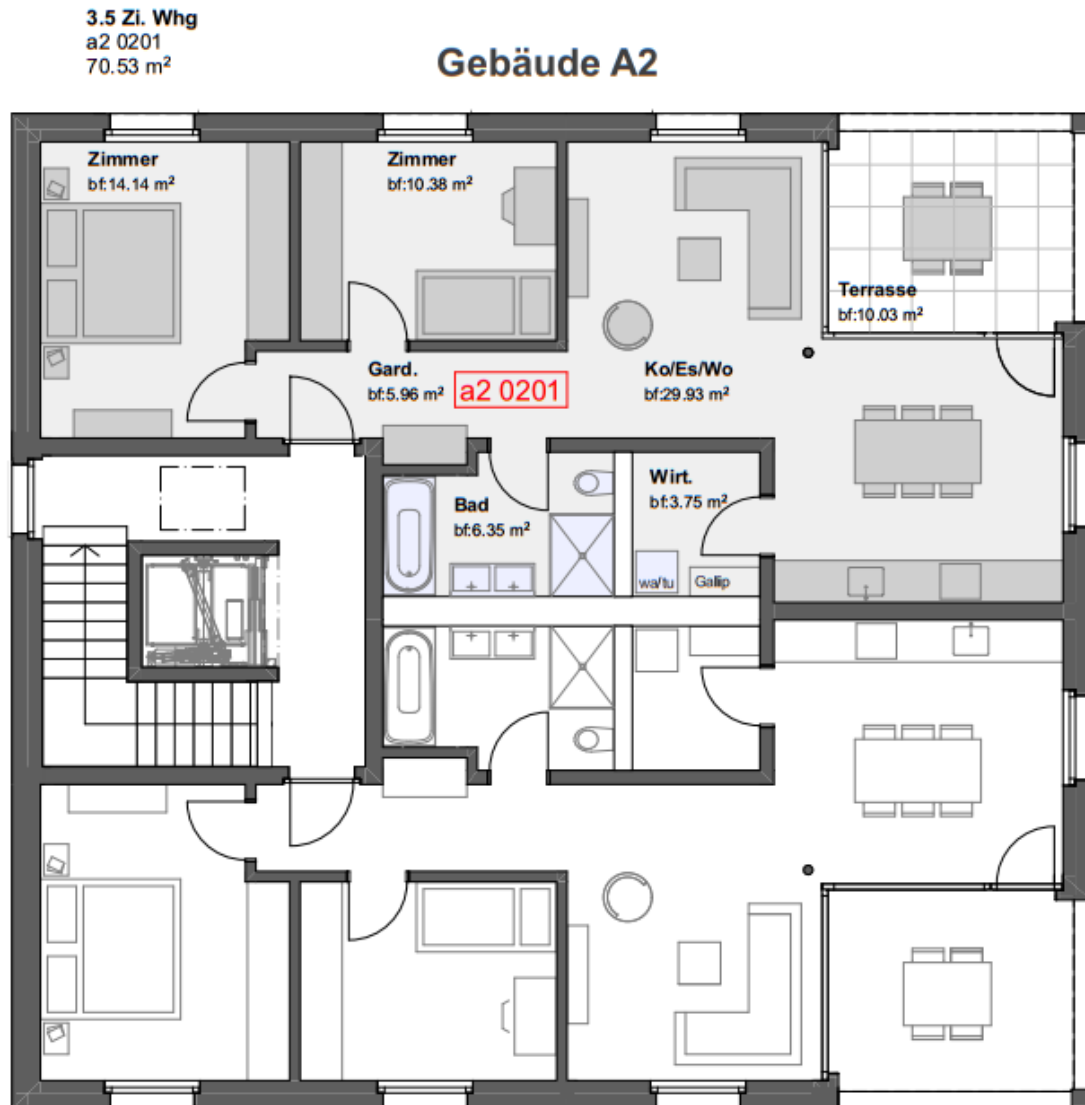 3.5 Zi. Whg
a2 0201
70.53 m²
Gebäude A2
Zimmer
bf:14.14 m²
Zimmer
bf:10.38 m²
Terrasse
bf:10.03 m²
Gard.
bf:5.96 m²
a2 0201
Ko/Es/Wo
bf:29.93 m²
Bad
bf:6.35 m²
Wirt.
bf:3.75 m²
wa/tu
Gallip